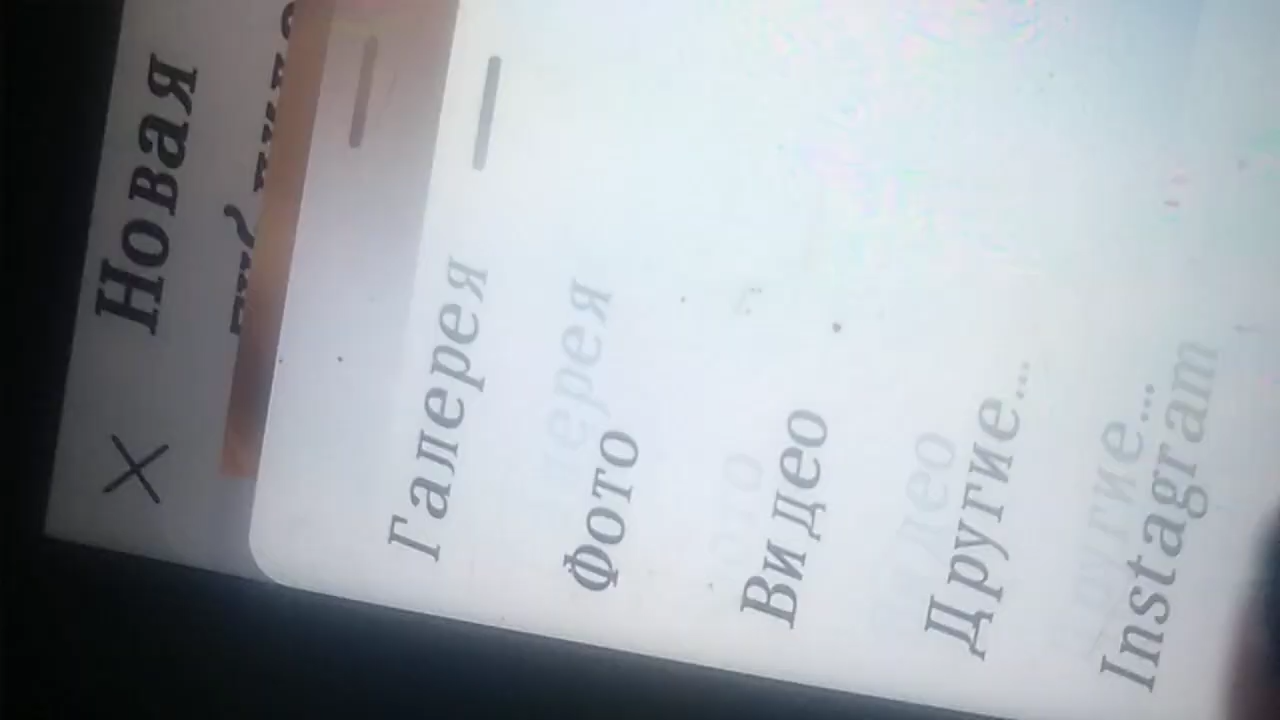 Новая
Галерея
Фото
Видео
Другие...
Instagram